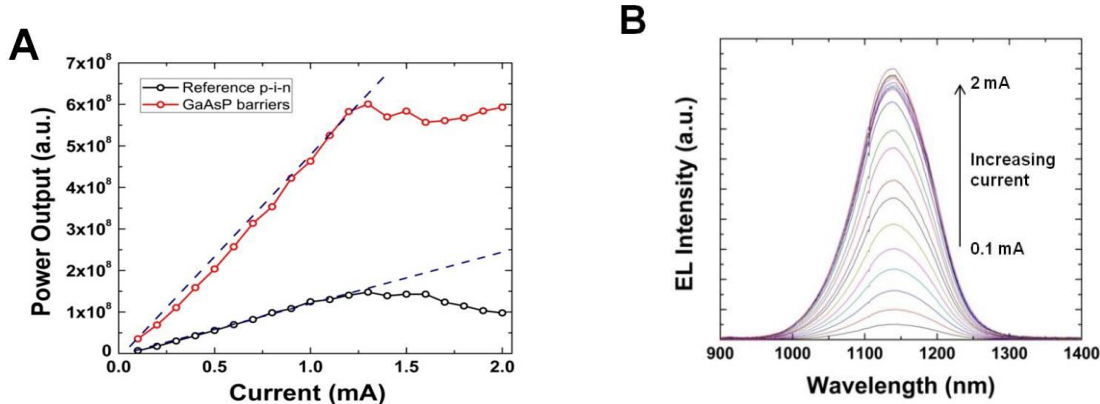 A
Power Output (a.u.)
7x10⁸
6x10⁸
5x10⁸
4x10⁸
3x10⁸
2x10⁸
1x10⁸
0
Reference p-i-n
GaAsP barriers
0.0 0.5 1.0 1.5 2.0
Current (mA)
B
EL Intensity (a.u.)
2 mA
Increasing
current
0.1 mA
900 1000 1100 1200 1300 1400
Wavelength (nm)